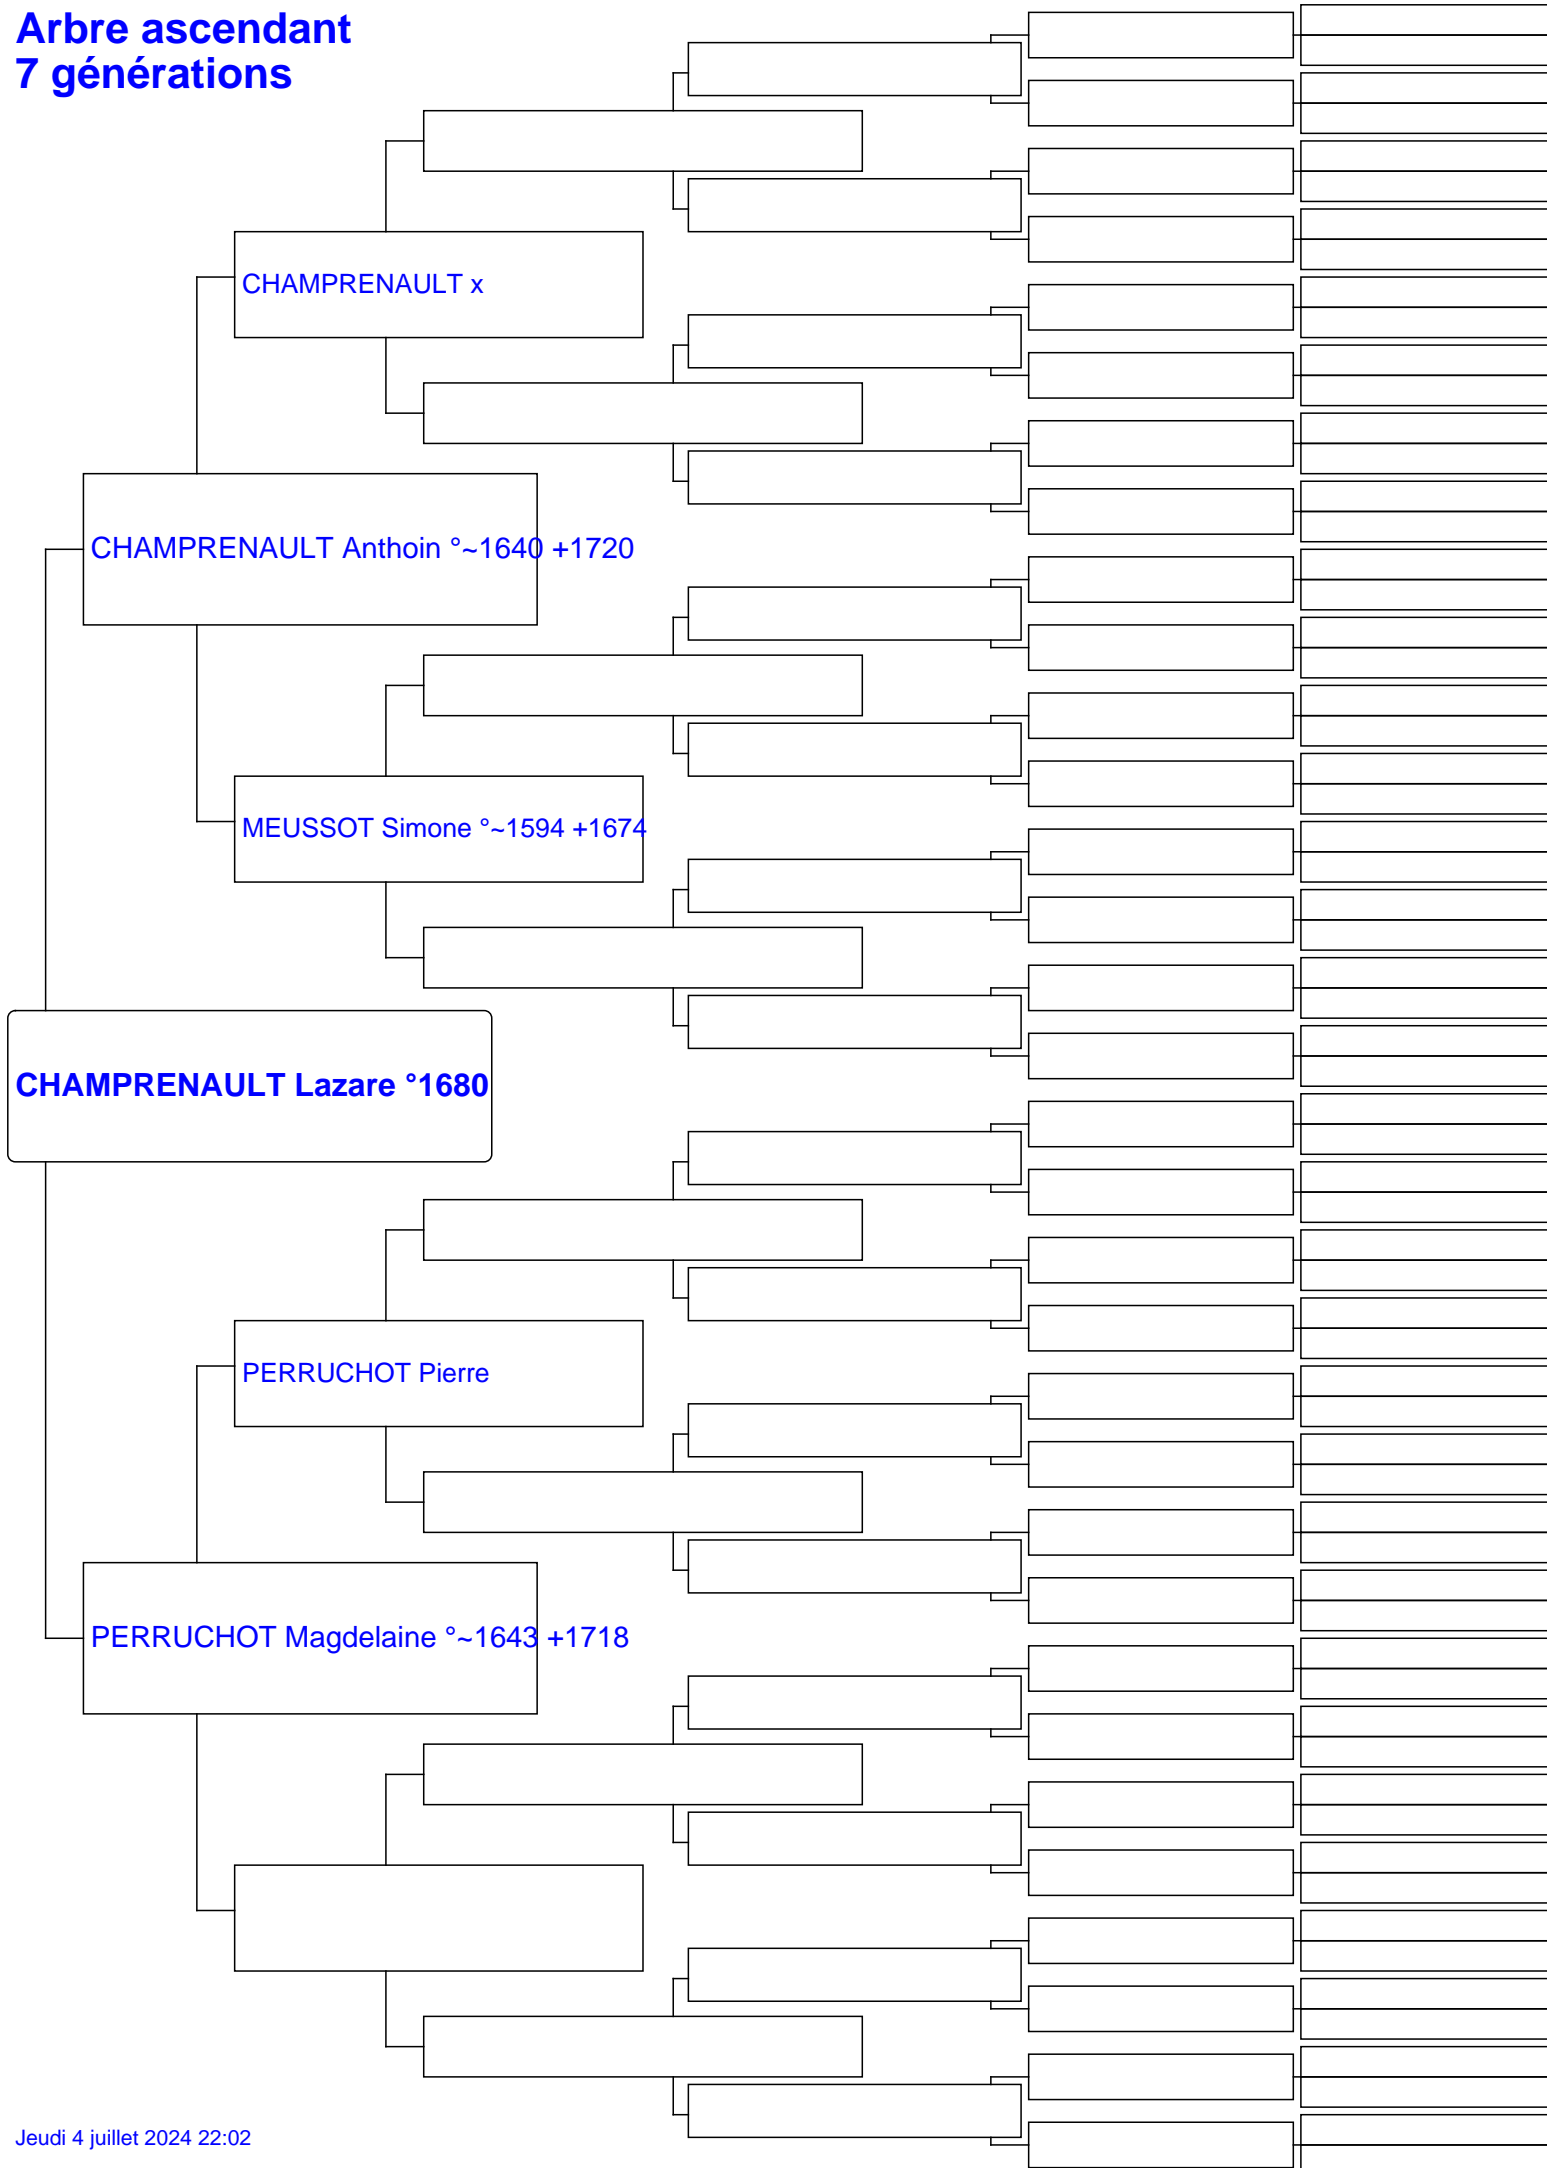 Arbre ascendant
7 générations
CHAMPRENAULT x
CHAMPRENAULT Anthoin °~1640 +1720
MEUSSOT Simone °~1594 +1674
CHAMPRENAULT Lazare °1680
PERRUCHOT Pierre
PERRUCHOT Magdelaine °~1643 +1718
Jeudi 4 juillet 2024 22:02